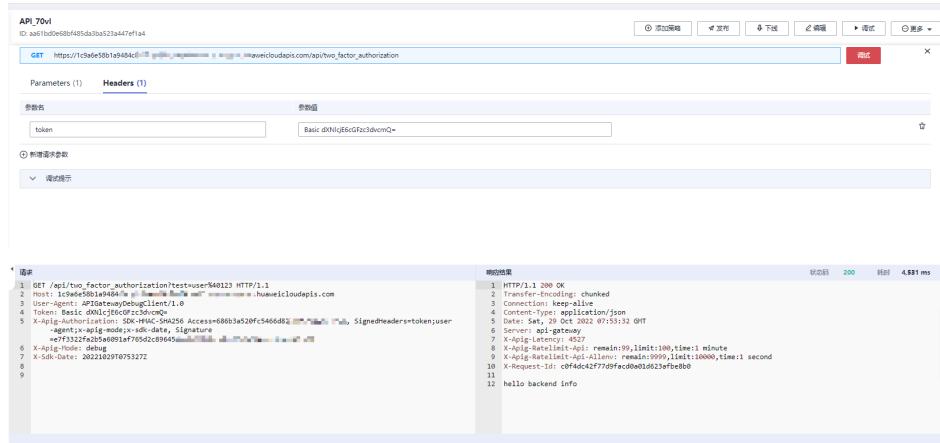 API_70vl
ID: aa61bd0e68bf485da3ba523a447ef1a4
添加策略 发布 下线 编辑 调试 更多
GET https://1c9a6e58b1a9484c aweicloudapis.com/api/two_factor_authorization 调试
Parameters (1) Headers (1)
参数名 参数值
token Basic dXNlcjE6cGFzc3dvcmQ=
新增请求参数
调试提示
请求
1 GET /api/two_factor_authorization?test=user%40123 HTTP/1.1
2 Host: 1c9a6e58b1a9484 .huaweicloudapis.com
3 User-Agent: APIGatewayDebugClient/1.0
4 Token: Basic dXNlcjE6cGFzc3dvcmQ=
5 X-Apig-Authorization: SDK-HMAC-SHA256 Access=686b3a520fc5466d82 , SignedHeaders=token;user
-agent;x-apig-mode;x-sdk-date, Signature
=e7f3322fa2b5a6091af765d2c89645
6 X-Apig-Mode: debug
7 X-Sdk-Date: 20221029T075327Z
8
9
响应结果 状态码 200 耗时 4,531 ms
1 HTTP/1.1 200 OK
2 Transfer-Encoding: chunked
3 Connection: keep-alive
4 Content-Type: application/json
5 Date: Sat, 29 Oct 2022 07:53:32 GMT
6 Server: api-gateway
7 X-Apig-Latency: 4527
8 X-Apig-Ratelimit-Api: remain:99,limit:100,time:1 minute
9 X-Apig-Ratelimit-Api-Allenv: remain:9999,limit:10000,time:1 second
10 X-Request-Id: c0f4dc42f77d9facd0a01d623afbe8b0
11
12 hello backend info